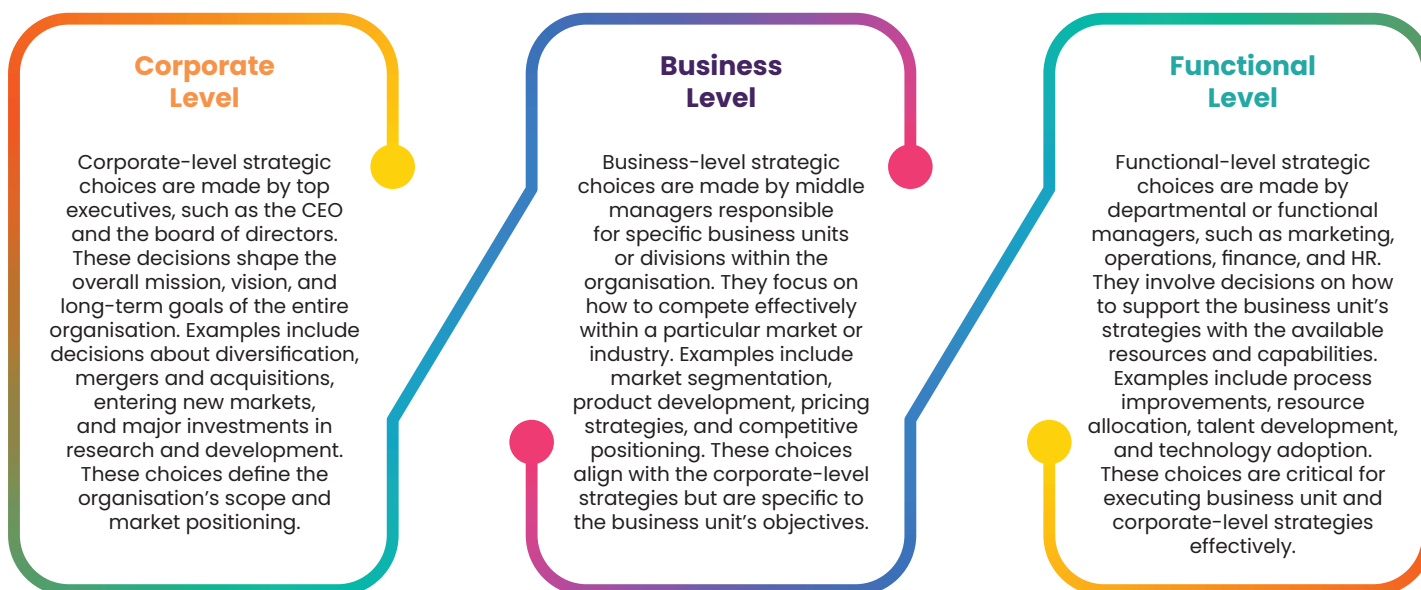 Corporate
Level
Corporate-level strategic
choices are made by top
executives, such as the CEO
and the board of directors.
These decisions shape the
overall mission, vision, and
long-term goals of the entire
organisation. Examples include
decisions about diversification,
mergers and acquisitions,
entering new markets,
and major investments in
research and development.
These choices define the
organisation's scope and
market positioning.
Business
Level
Business-level strategic
choices are made by middle
managers responsible
for specific business units
or divisions within the
organisation. They focus on
how to compete effectively
within a particular market or
industry. Examples include
market segmentation,
product development, pricing
strategies, and competitive
positioning. These choices
align with the corporate-level
strategies but are specific to
the business unit's objectives.
Functional
Level
Functional-level strategic
choices are made by
departmental or functional
managers, such as marketing,
operations, finance, and HR.
They involve decisions on how
to support the business unit's
strategies with the available
resources and capabilities.
Examples include process
improvements, resource
allocation, talent development,
and technology adoption.
These choices are critical for
executing business unit and
corporate-level strategies
effectively.